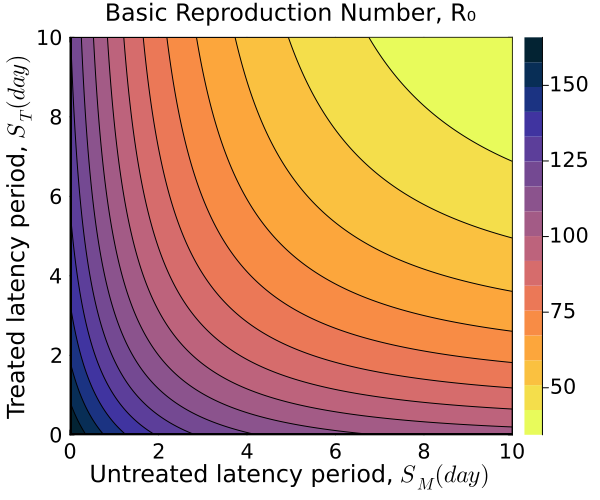 Basic Reproduction Number, R₀
10
8
6
4
2
0
Treated latency period, S_T(day)
0 2 4 6 8 10
Untreated latency period, S_M(day)
150
125
100
75
50